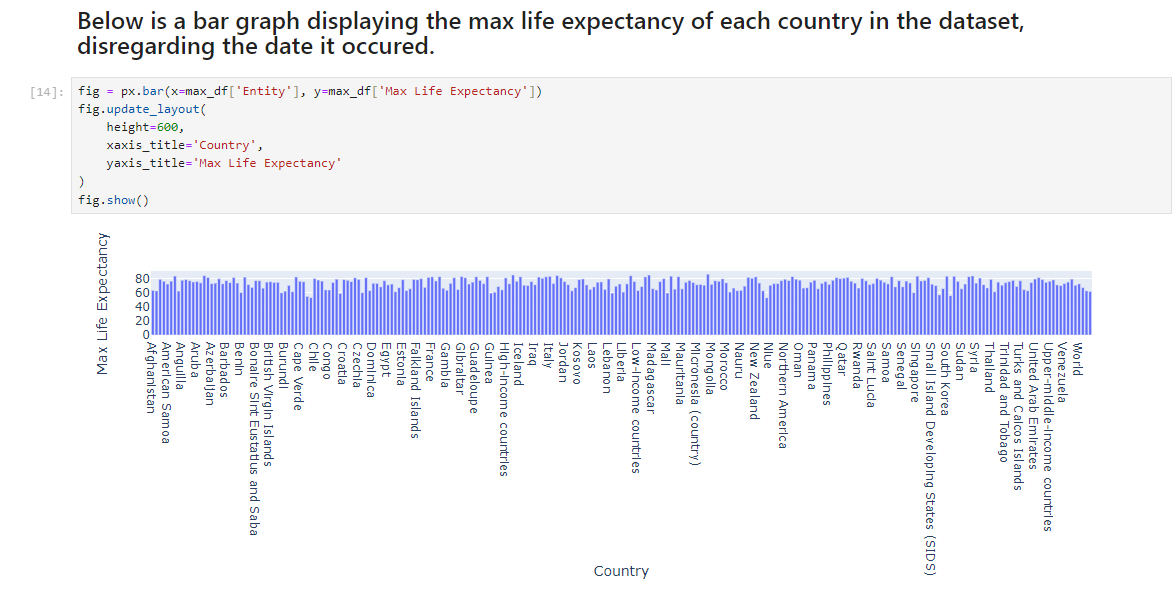 Below is a bar graph displaying the max life expectancy of each country in the dataset,
disregarding the date it occured.
[14]: fig = px.bar(x=max_df['Entity'], y=max_df['Max Life Expectancy'])
fig.update_layout(
height=600,
xaxis_title='Country',
yaxis_title='Max Life Expectancy'
)
fig.show()
Max Life Expectancy
80
60
40
20
0
Afghanistan
American Samoa
Anguilla
Aruba
Azerbaijan
Barbados
Benin
Bonaire Sint Eustatius and Saba
British Virgin Islands
Burundi
Cape Verde
Chile
Congo
Croatia
Czechia
Dominica
Egypt
Estonia
Falkland Islands
France
Gambia
Gibraltar
Guadeloupe
Guinea
High-income countries
Iceland
Iraq
Italy
Jordan
Kosovo
Laos
Lebanon
Liberia
Low-income countries
Madagascar
Mali
Mauritania
Micronesia (country)
Mongolia
Morocco
Nauru
New Zealand
Niue
Northern America
Oman
Panama
Philippines
Qatar
Rwanda
Saint Lucia
Samoa
Senegal
Singapore
Small Island Developing States (SIDS)
South Korea
Sudan
Syria
Thailand
Trinidad and Tobago
Turks and Caicos Islands
United Arab Emirates
Upper-middle-income countries
Venezuela
World
Country